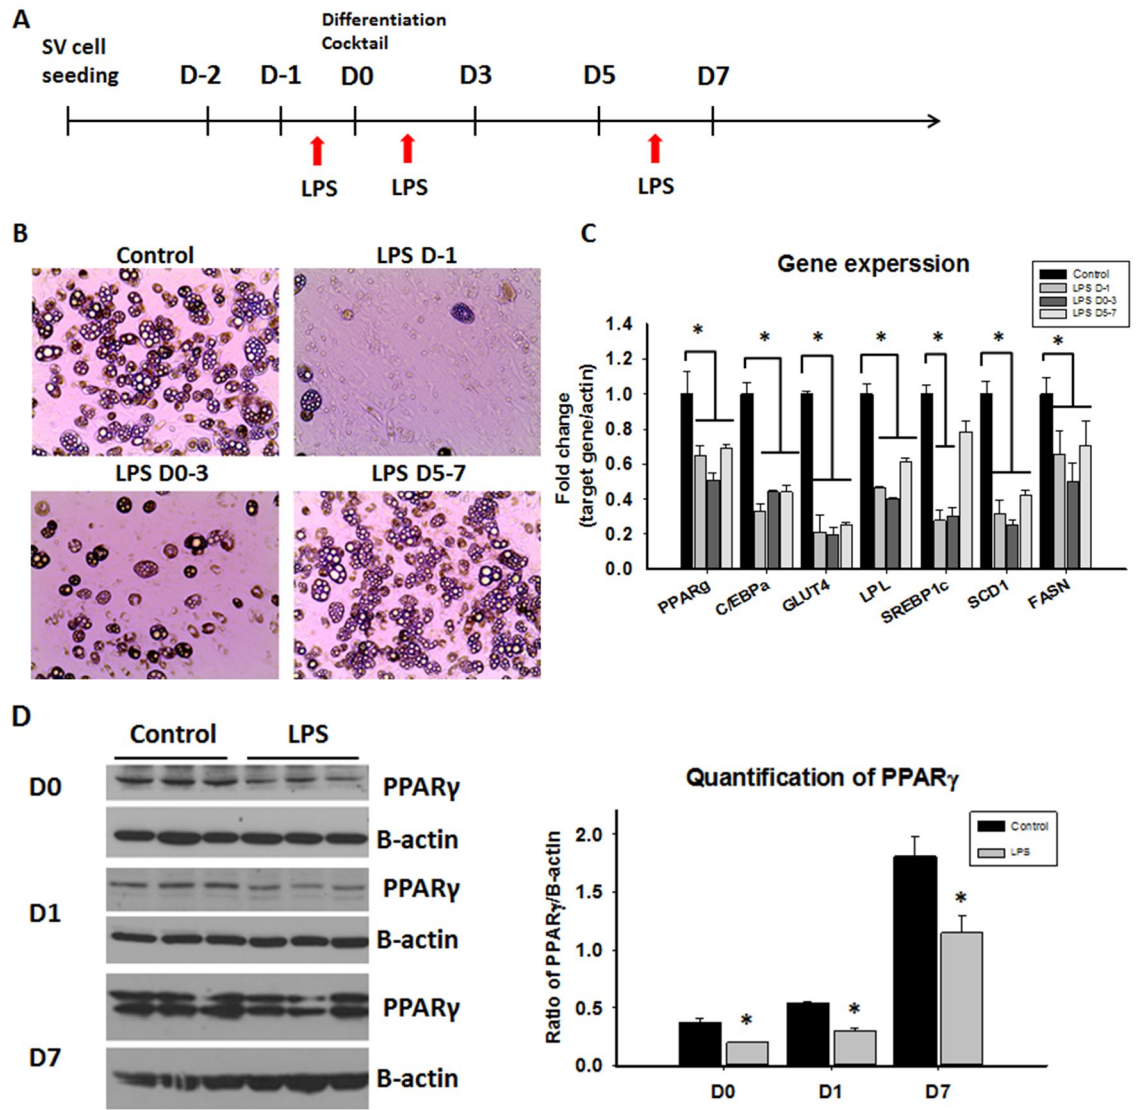 A
SV cell
seeding
D-2
D-1
Differentiation
Cocktail
D0
D3
D5
D7
LPS
LPS
LPS
B
Control
LPS D-1
LPS D0-3
LPS D5-7
C
Gene experssion
Control
LPS D-1
LPS D0-3
LPS D5-7
Fold change
(target gene/actin)
1.4
1.2
1.0
0.8
0.6
0.4
0.2
0.0
* * * * * * *
PPARg
C/EBPa
GLUT4
LPL
SREBP1c
SCD1
FASN
D
Control
LPS
D0
PPARγ
B-actin
D1
PPARγ
B-actin
D7
PPARγ
B-actin
Quantification of PPARγ
Control
LPS
Ratio of PPARγ/B-actin
2.0
1.5
1.0
0.5
0.0
* * *
D0
D1
D7